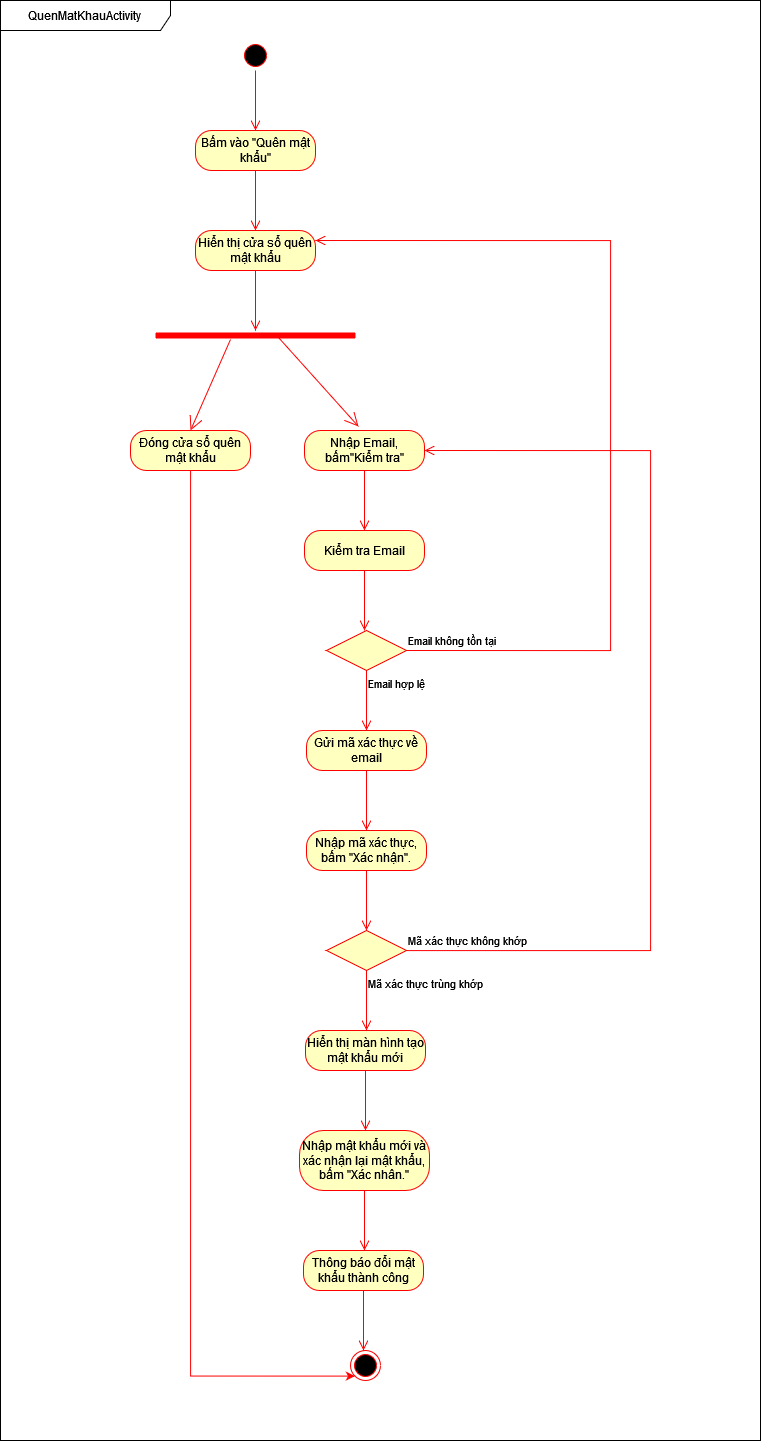 QuenMatKhauActivity
Bấm vào "Quên mật
khẩu"
Hiển thị cửa sổ quên
mật khẩu
Đóng cửa sổ quên
mật khẩu
Nhập Email,
bấm"Kiểm tra"
Kiểm tra Email
Email không tồn tại
Email hợp lệ
Gửi mã xác thực về
email
Nhập mã xác thực,
bấm "Xác nhận".
Mã xác thực không khớp
Mã xác thực trùng khớp
Hiển thị màn hình tạo
mật khẩu mới
Nhập mật khẩu mới và
xác nhận lại mật khẩu,
bấm "Xác nhân."
Thông báo đổi mật
khẩu thành công